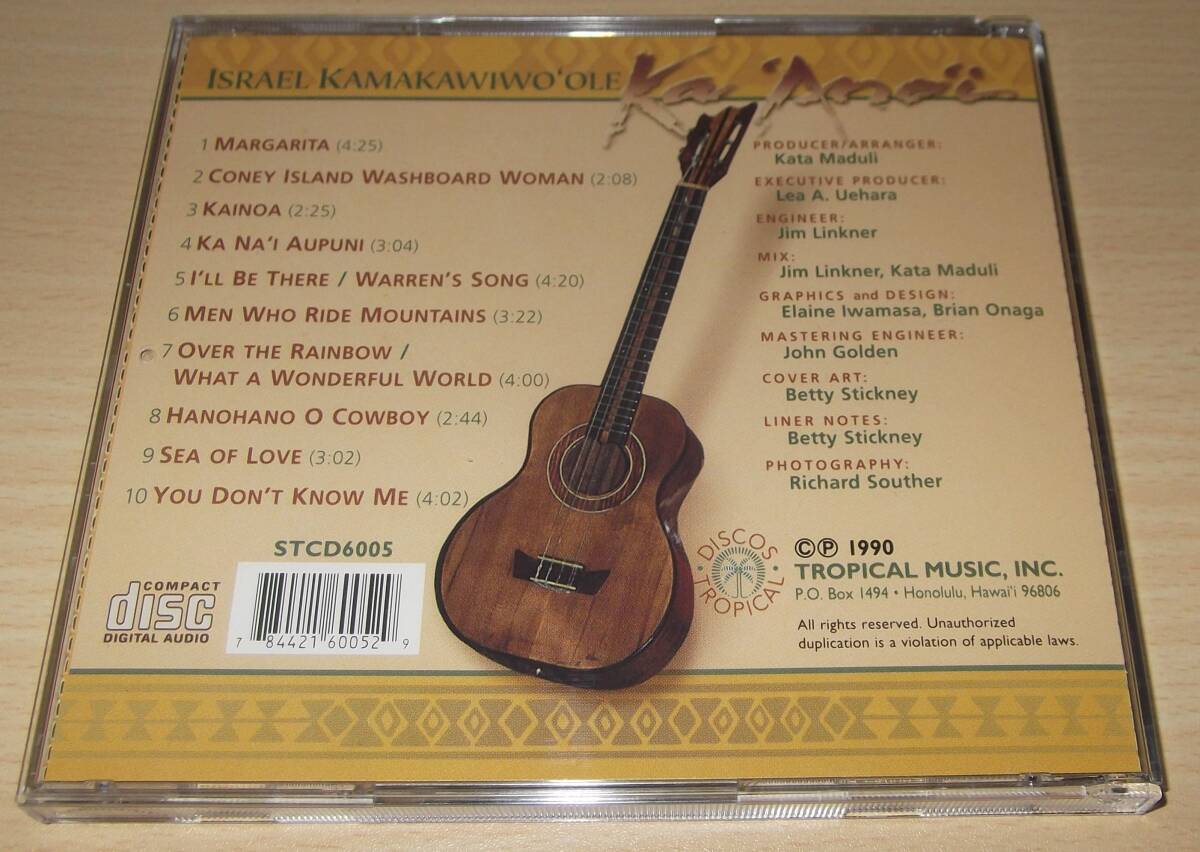 ISRAEL KAMAKAWIWO'OLE Ka 'Ano'i
1 MARGARITA (4:25)
2 CONEY ISLAND WASHBOARD WOMAN (2:08)
3 KAINOA (2:25)
4 KA NA'I AUPUNI (3:04)
5 I'LL BE THERE / WARREN'S SONG (4:20)
6 MEN WHO RIDE MOUNTAINS (3:22)
7 OVER THE RAINBOW /
WHAT A WONDERFUL WORLD (4:00)
8 HANOHANO O COWBOY (2:44)
9 SEA OF LOVE (3:02)
10 YOU DON'T KNOW ME (4:02)
PRODUCER/ARRANGER:
Kata Maduli
EXECUTIVE PRODUCER:
Lea A. Uehara
ENGINEER:
Jim Linkner
MIX:
Jim Linkner, Kata Maduli
GRAPHICS and DESIGN:
Elaine Iwamasa, Brian Onaga
MASTERING ENGINEER:
John Golden
COVER ART:
Betty Stickney
LINER NOTES:
Betty Stickney
PHOTOGRAPHY:
Richard Souther
STCD6005
COMPACT
disc
DIGITAL AUDIO
7 84421 60052 9
DISCOS
TROPICAL
©℗ 1990
TROPICAL MUSIC, INC.
P.O. Box 1494 • Honolulu, Hawai'i 96806
All rights reserved. Unauthorized
duplication is a violation of applicable laws.